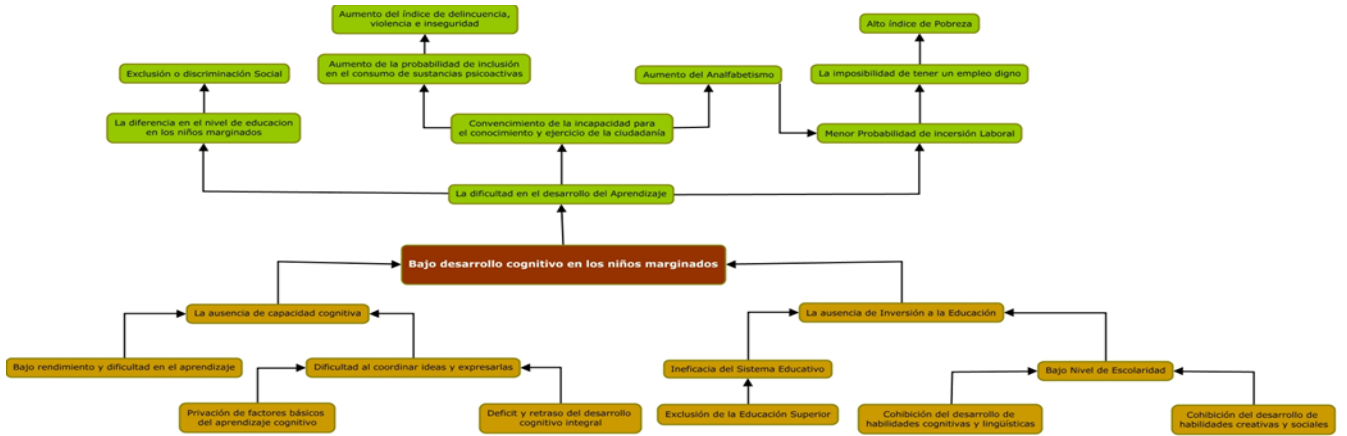 Aumento del índice de delincuencia,
violencia e inseguridad
Alto índice de Pobreza
Exclusión o discriminación Social
Aumento de la probabilidad de inclusión
en el consumo de sustancias psicoactivas
Aumento del Analfabetismo
La imposibilidad de tener un empleo digno
La diferencia en el nivel de educacion
en los niños marginados
Convencimiento de la incapacidad para
el conocimiento y ejercicio de la ciudadanía
Menor Probabilidad de incersión Laboral
La dificultad en el desarrollo del Aprendizaje
Bajo desarrollo cognitivo en los niños marginados
La ausencia de capacidad cognitiva
La ausencia de Inversión a la Educación
Bajo rendimiento y dificultad en el aprendizaje
Dificultad al coordinar ideas y expresarlas
Ineficacia del Sistema Educativo
Bajo Nivel de Escolaridad
Privación de factores básicos
del aprendizaje cognitivo
Deficit y retraso del desarrollo
cognitivo integral
Exclusión de la Educación Superior
Cohibición del desarrollo de
habilidades cognitivas y lingüísticas
Cohibición del desarrollo de
habilidades creativas y sociales